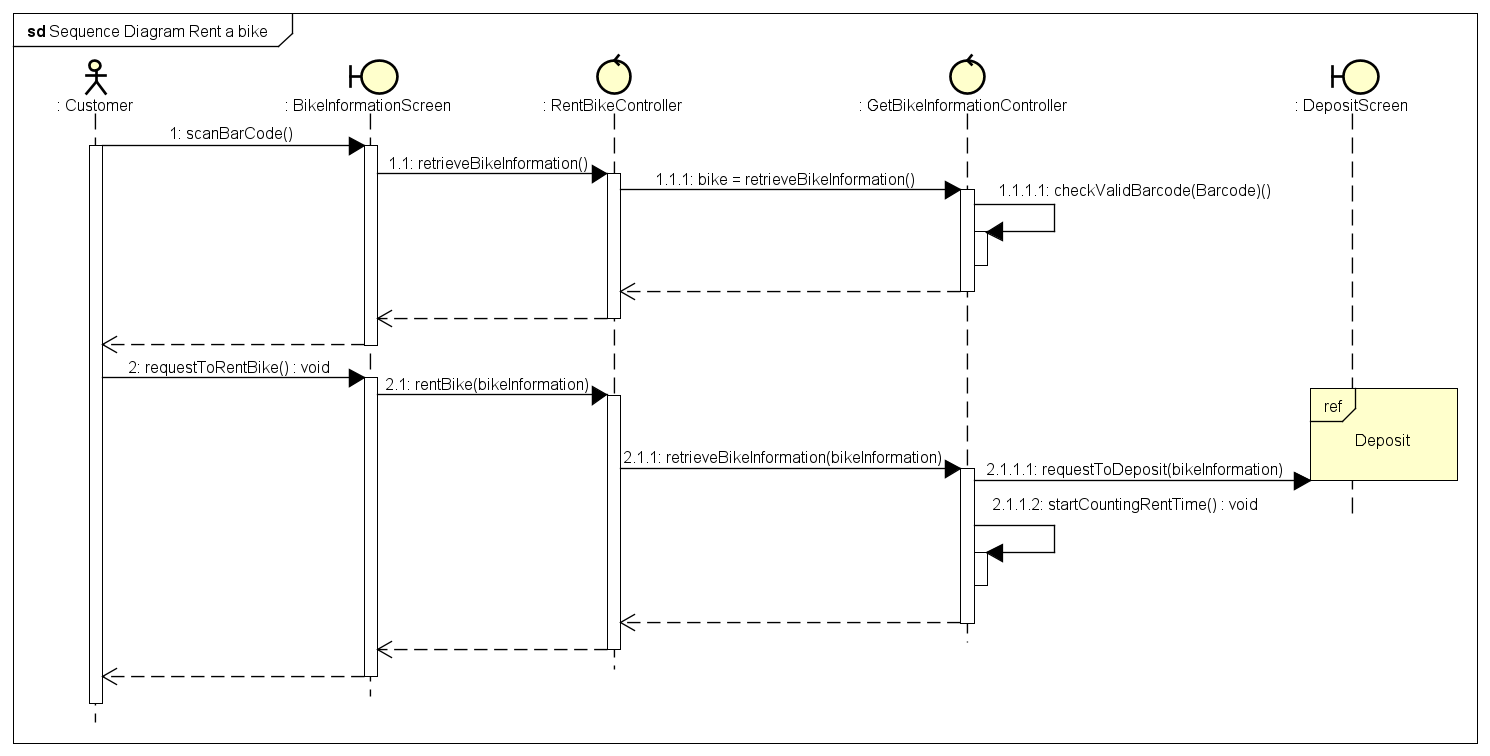 sd Sequence Diagram Rent a bike
: Customer
: BikeInformationScreen
: RentBikeController
: GetBikeInformationController
: DepositScreen
1: scanBarCode()
1.1: retrieveBikeInformation()
1.1.1: bike = retrieveBikeInformation()
1.1.1.1: checkValidBarcode(Barcode)()
2: requestToRentBike() : void
2.1: rentBike(bikeInformation)
ref
Deposit
2.1.1: retrieveBikeInformation(bikeInformation)
2.1.1.1: requestToDeposit(bikeInformation)
2.1.1.2: startCountingRentTime() : void